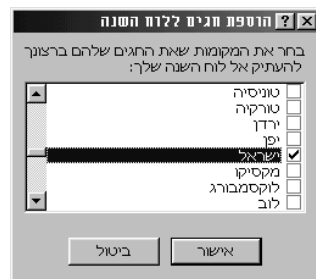 הוספת חגים ללוח השנה
בחר את המקומות שאת החגים שלהם ברצונך
להעתיק אל לוח השנה שלך:
טוניסיה
טורקיה
ירדן
יפן
ישראל
מקסיקו
לוקסמבורג
לוב
אישור
ביטול